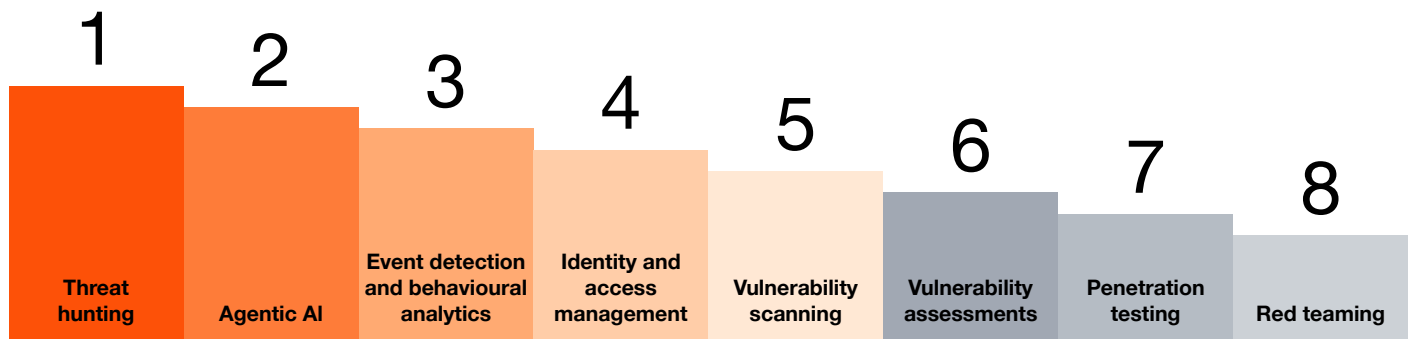 1
Threat
hunting
2
Agentic AI
3
Event detection
and behavioural
analytics
4
Identity and
access
management
5
Vulnerability
scanning
6
Vulnerability
assessments
7
Penetration
testing
8
Red teaming